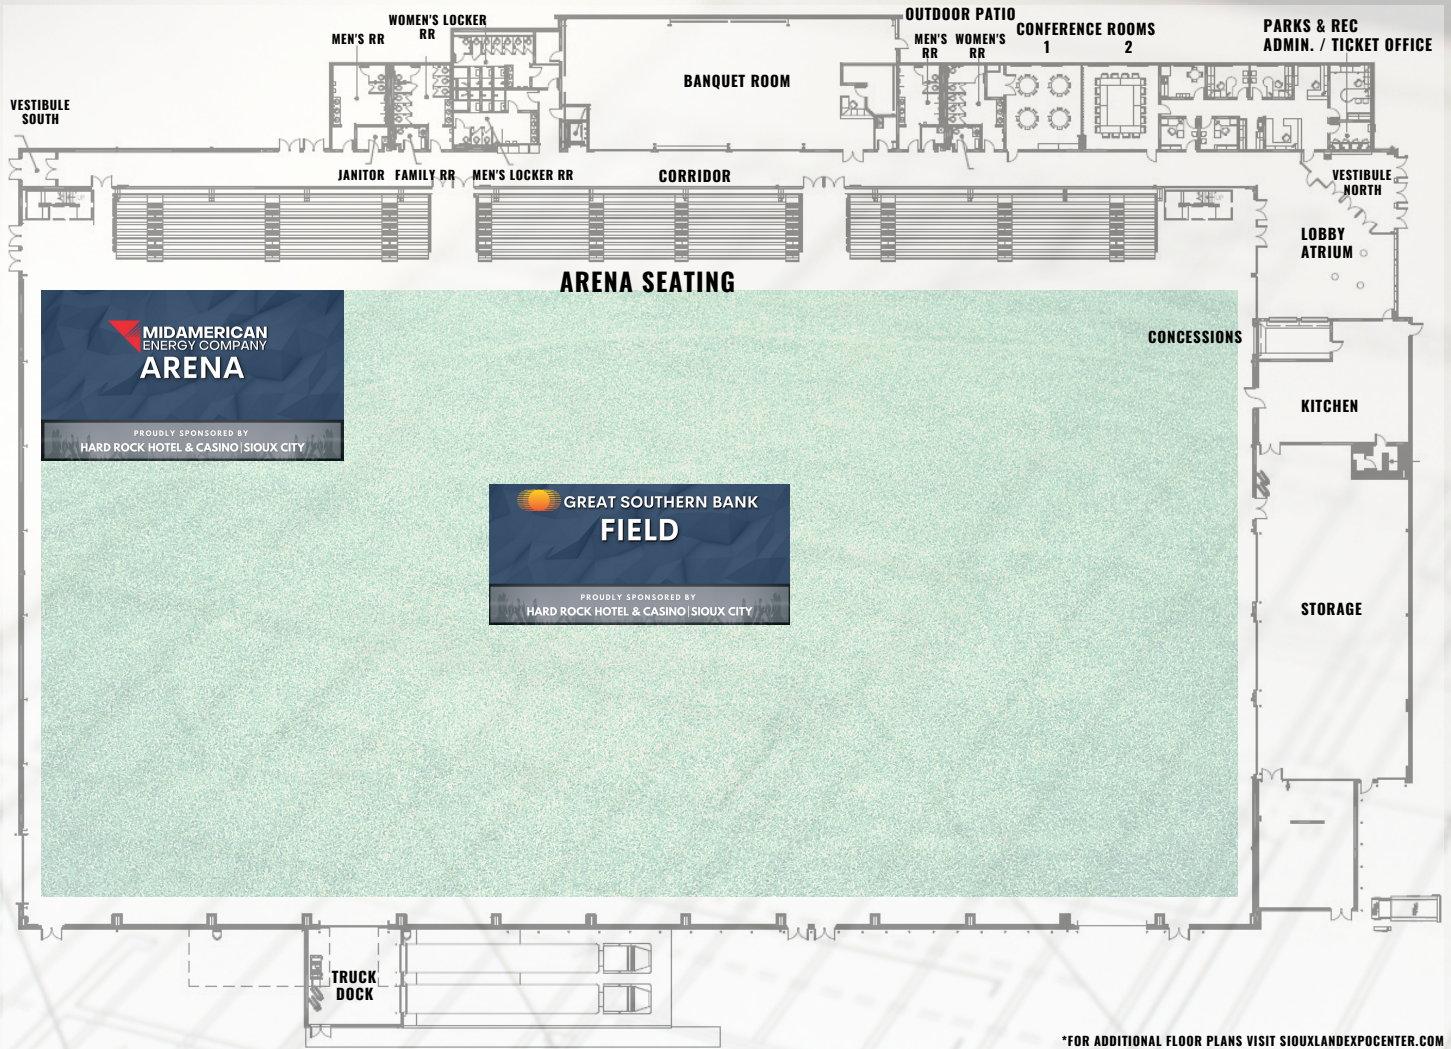 OUTDOOR PATIO
WOMEN'S LOCKER
RR
MEN'S RR
MEN'S
RR
WOMEN'S
RR
CONFERENCE ROOMS
1 2
PARKS & REC
ADMIN. / TICKET OFFICE
BANQUET ROOM
VESTIBULE
SOUTH
JANITOR
FAMILY RR
MEN'S LOCKER RR
CORRIDOR
VESTIBULE
NORTH
LOBBY
ATRIUM
ARENA SEATING
MIDAMERICAN
ENERGY COMPANY
ARENA
PROUDLY SPONSORED BY
HARD ROCK HOTEL & CASINO|SIOUX CITY
CONCESSIONS
KITCHEN
GREAT SOUTHERN BANK
FIELD
PROUDLY SPONSORED BY
HARD ROCK HOTEL & CASINO|SIOUX CITY
STORAGE
TRUCK
DOCK
*FOR ADDITIONAL FLOOR PLANS VISIT SIOUXLANDEXPOCENTER.COM